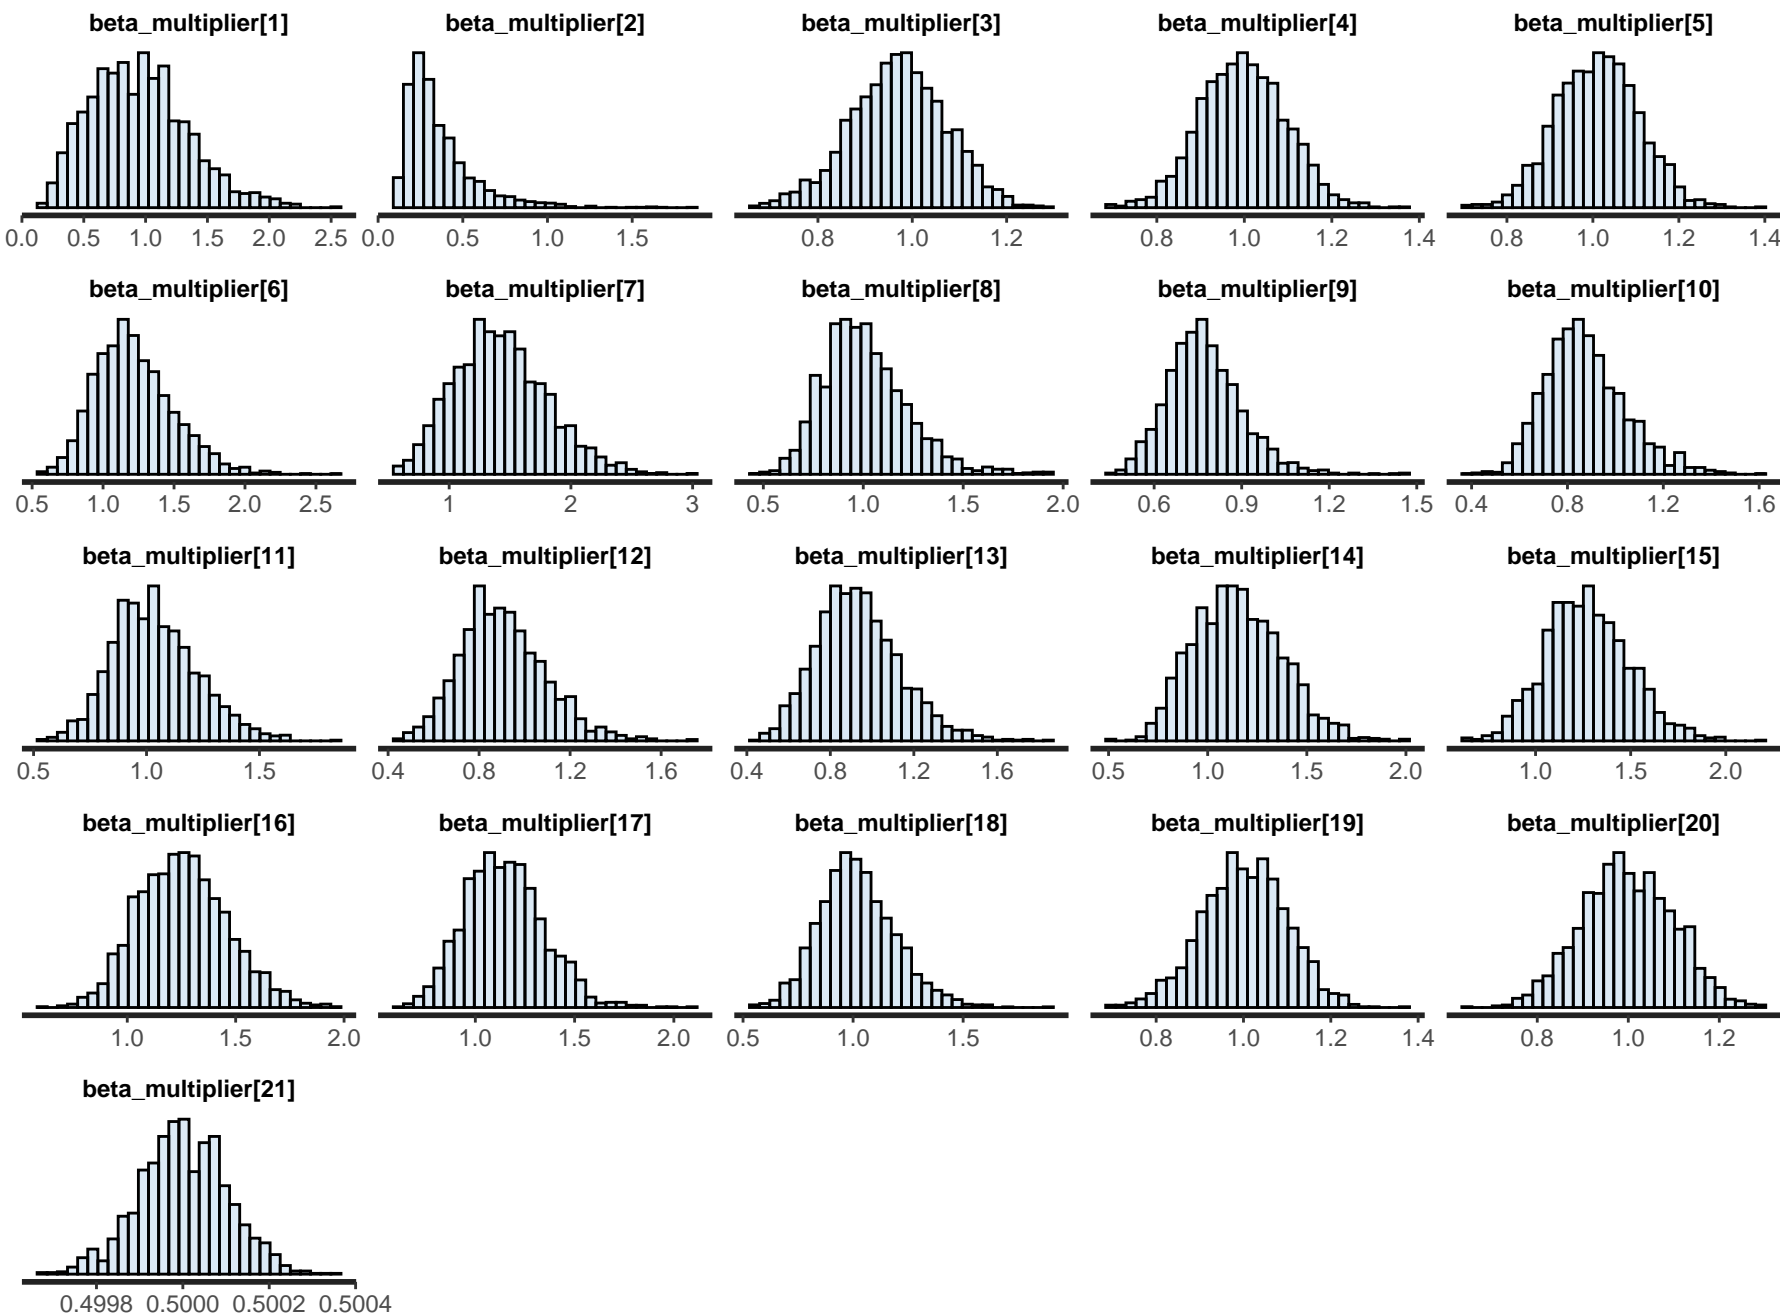 beta_multiplier[1] beta_multiplier[2] beta_multiplier[3] beta_multiplier[4] beta_multiplier[5]
0.0 0.5 1.0 1.5 2.0 2.5 0.0 0.5 1.0 1.5 0.8 1.0 1.2 0.8 1.0 1.2 1.4 0.8 1.0 1.2 1.4
beta_multiplier[6] beta_multiplier[7] beta_multiplier[8] beta_multiplier[9] beta_multiplier[10]
0.5 1.0 1.5 2.0 2.5 1 2 3 0.5 1.0 1.5 2.0 0.6 0.9 1.2 1.5 0.4 0.8 1.2 1.6
beta_multiplier[11] beta_multiplier[12] beta_multiplier[13] beta_multiplier[14] beta_multiplier[15]
0.5 1.0 1.5 0.4 0.8 1.2 1.6 0.4 0.8 1.2 1.6 0.5 1.0 1.5 2.0 1.0 1.5 2.0
beta_multiplier[16] beta_multiplier[17] beta_multiplier[18] beta_multiplier[19] beta_multiplier[20]
1.0 1.5 2.0 1.0 1.5 2.0 0.5 1.0 1.5 0.8 1.0 1.2 1.4 0.8 1.0 1.2
beta_multiplier[21]
0.4998 0.5000 0.5002 0.5004